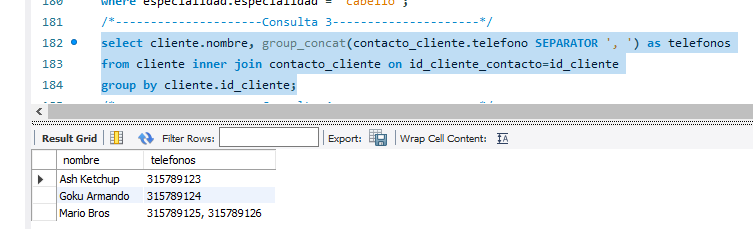 180 where especialidad.especialidad = "cabello";
181 /*---------------------Consulta 3---------------------*/
182 select cliente.nombre, group_concat(contacto_cliente.telefono SEPARATOR ', ') as telefonos
183 from cliente inner join contacto_cliente on id_cliente_contacto=id_cliente
184 group by cliente.id_cliente;
Result Grid Filter Rows: Export: Wrap Cell Content:
nombre telefonos
Ash Ketchup 315789123
Goku Armando 315789124
Mario Bros 315789125, 315789126